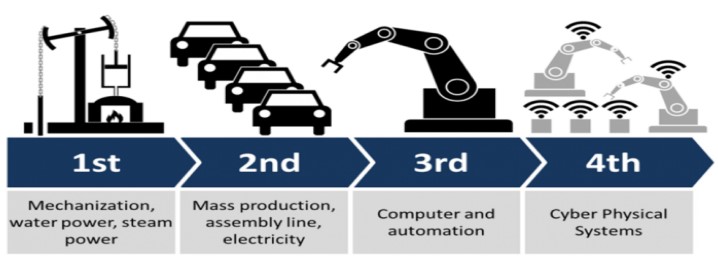 1st
2nd
3rd
4th
Mechanization,
water power, steam
power
Mass production,
assembly line,
electricity
Computer and
automation
Cyber Physical
Systems